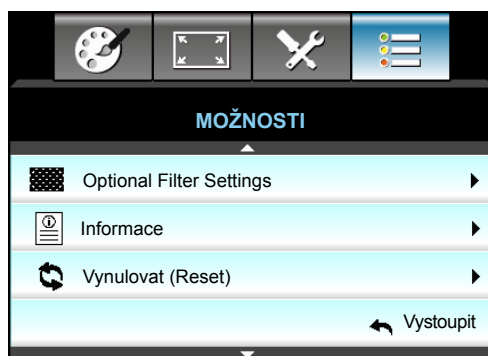 MOŽNOSTI
Optional Filter Settings
Informace
Vynulovat (Reset)
Vystoupit